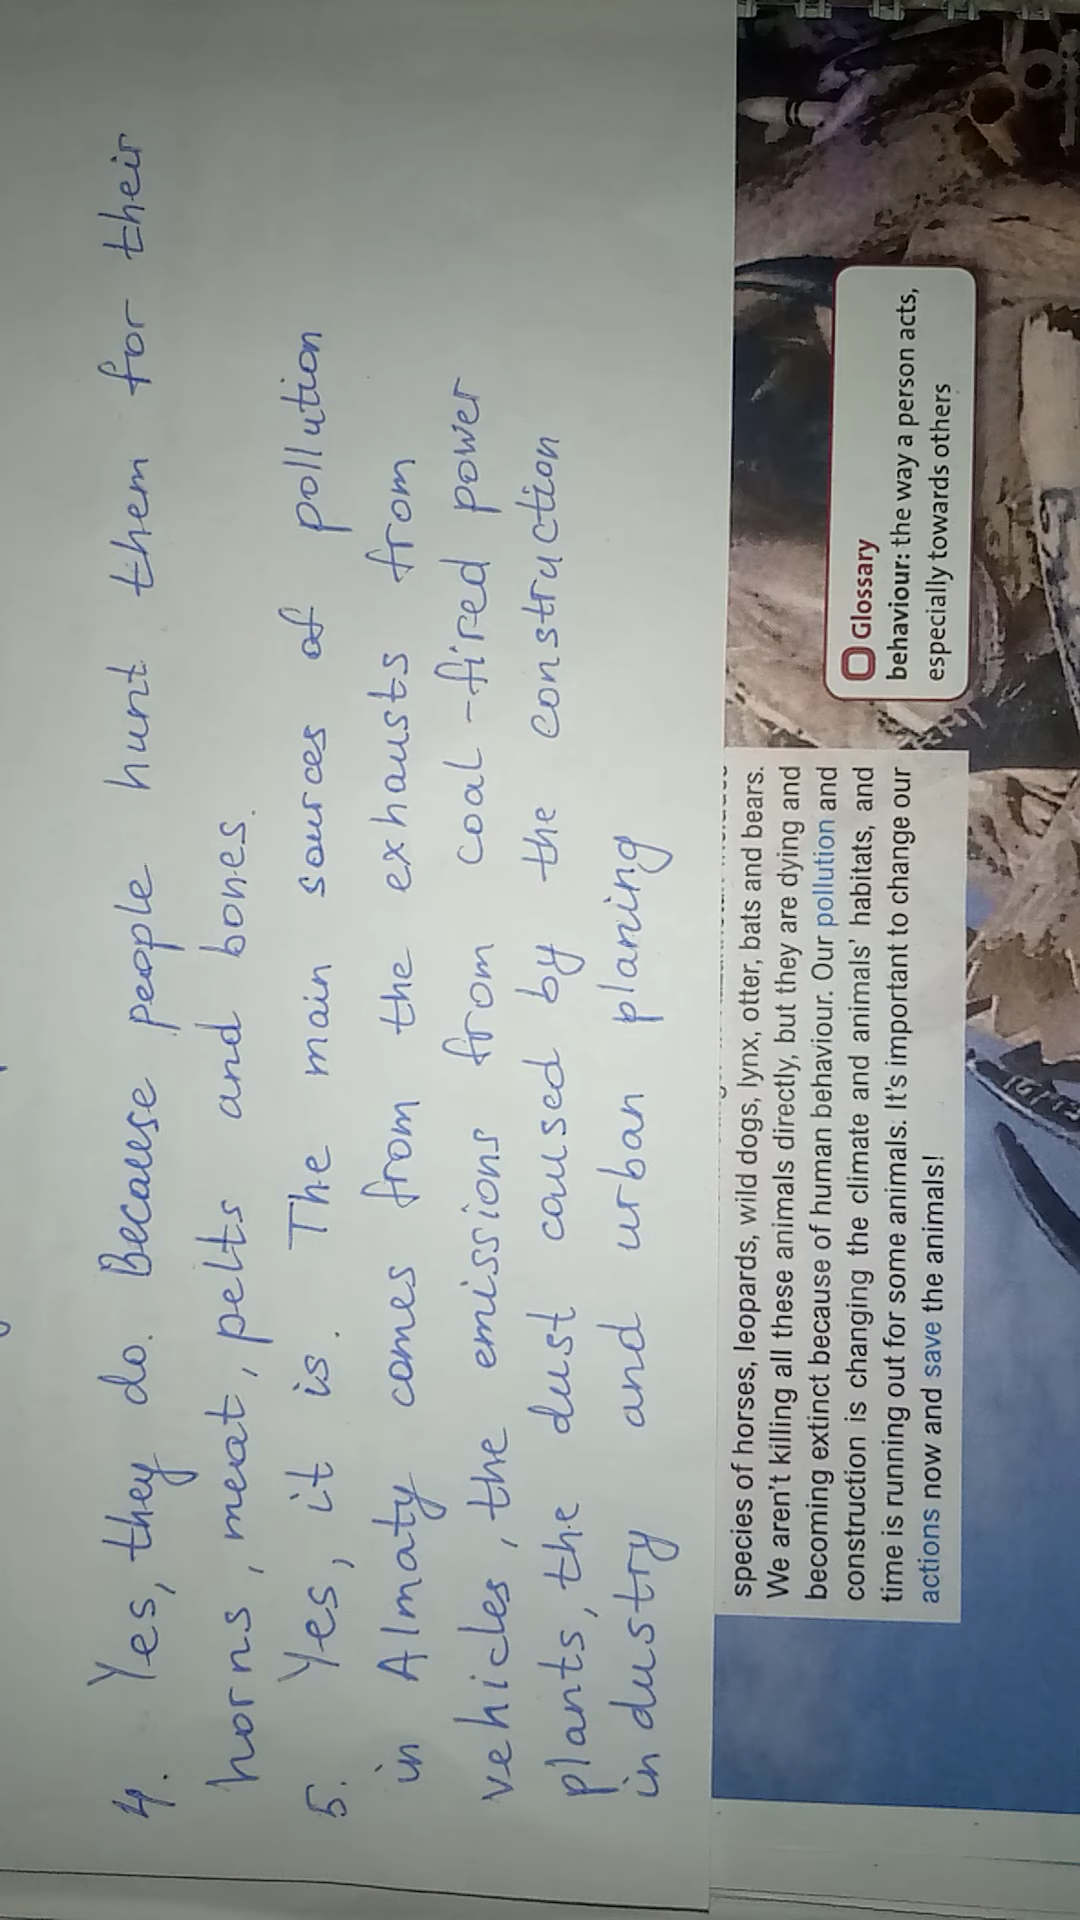 4. Yes, they do. Because people hunt them for their
horns, meat, pelts and bones.
5. Yes, it is. The main sources of pollution
in Almaty comes from the exhausts from
vehicles, the emissions from coal-fired power
plants, the dust caused by the construction
industry and urban planing
species of horses, leopards, wild dogs, lynx, otter, bats and bears.
We aren't killing all these animals directly, but they are dying and
becoming extinct because of human behaviour. Our pollution and
construction is changing the climate and animals' habitats, and
time is running out for some animals. It's important to change our
actions now and save the animals!
Glossary
behaviour: the way a person acts,
especially towards others